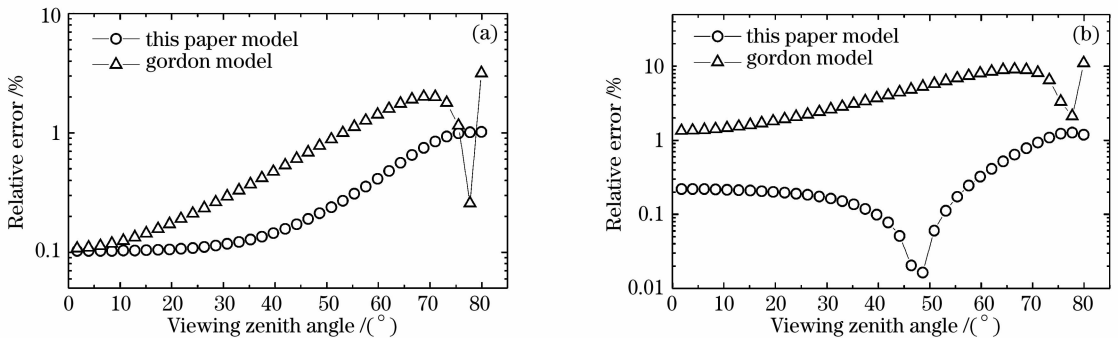 10
1
0.1
Relative error /%
(a)
this paper model
gordon model
0 10 20 30 40 50 60 70 80
Viewing zenith angle /(°)
10
1
0.1
0.01
Relative error /%
(b)
this paper model
gordon model
0 10 20 30 40 50 60 70 80
Viewing zenith angle /(°)